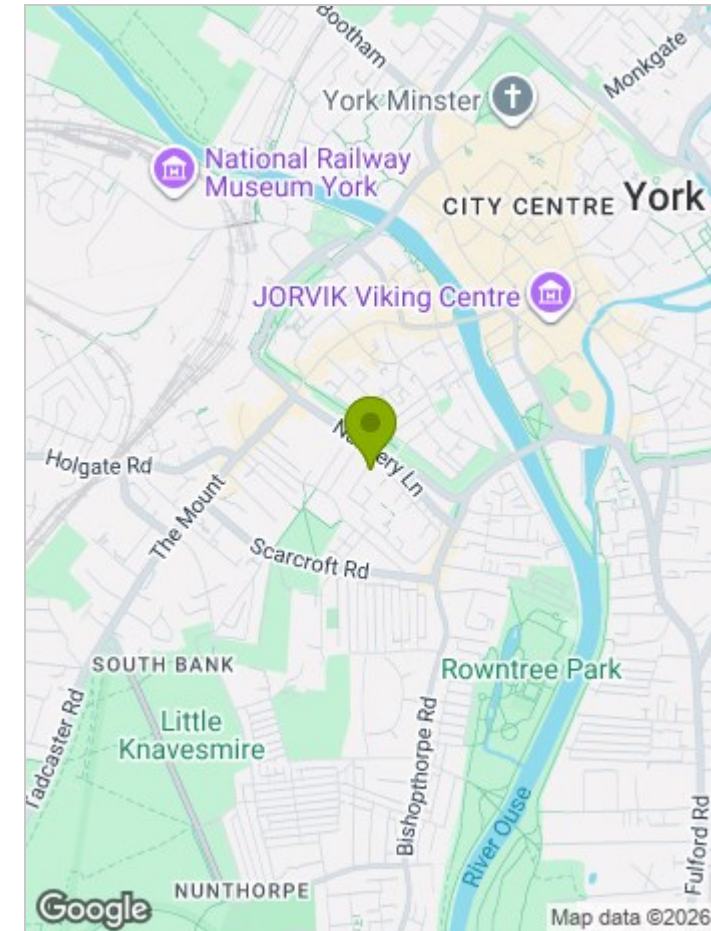 Bootham
Monkgate
York Minster
National Railway
Museum York
CITY CENTRE
York
JORVIK Viking Centre
Holgate Rd
Nunnery Ln
The Mount
Scarcroft Rd
SOUTH BANK
Rowntree Park
Little
Knavesmire
Tadcaster Rd
Bishopthorpe Rd
River Ouse
Fulford Rd
NUNTHORPE
Google
Map data ©2026